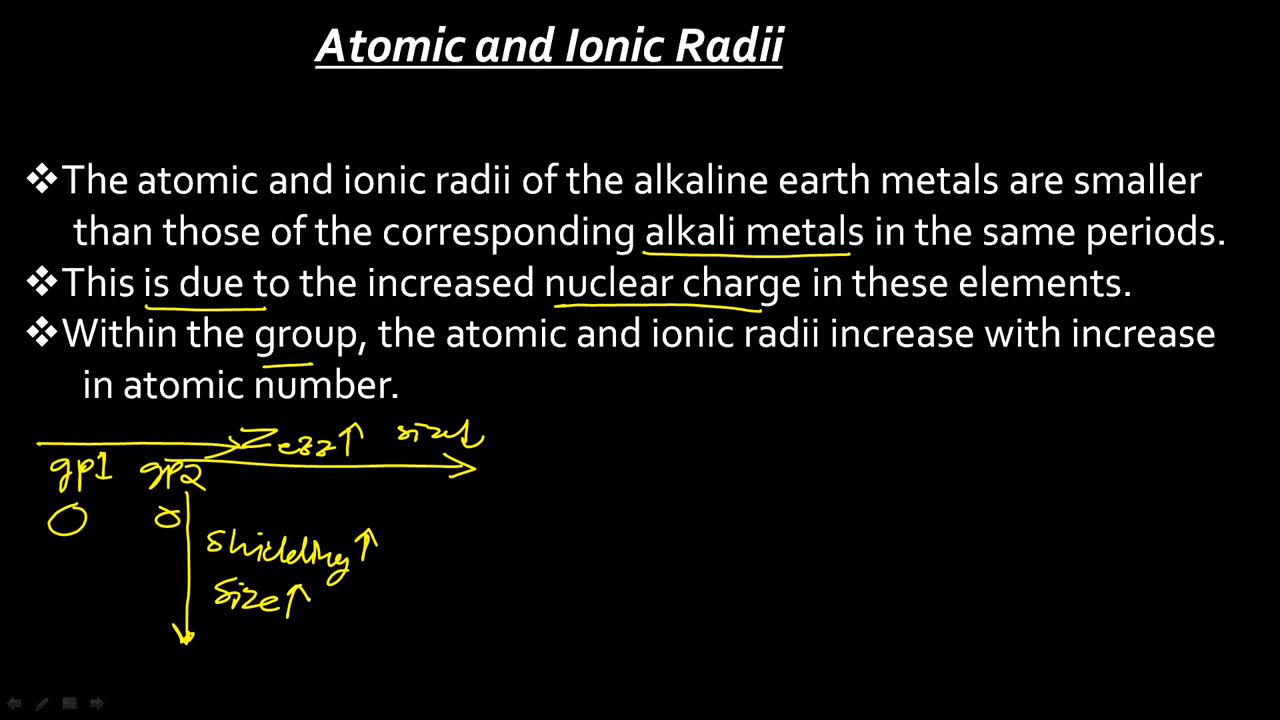 Atomic and Ionic Radii
❖The atomic and ionic radii of the alkaline earth metals are smaller
than those of the corresponding alkali metals in the same periods.
❖This is due to the increased nuclear charge in these elements.
❖Within the group, the atomic and ionic radii increase with increase
in atomic number.
Zeff↑ size↓
gp1 gp2
Shielding↑
Size↑